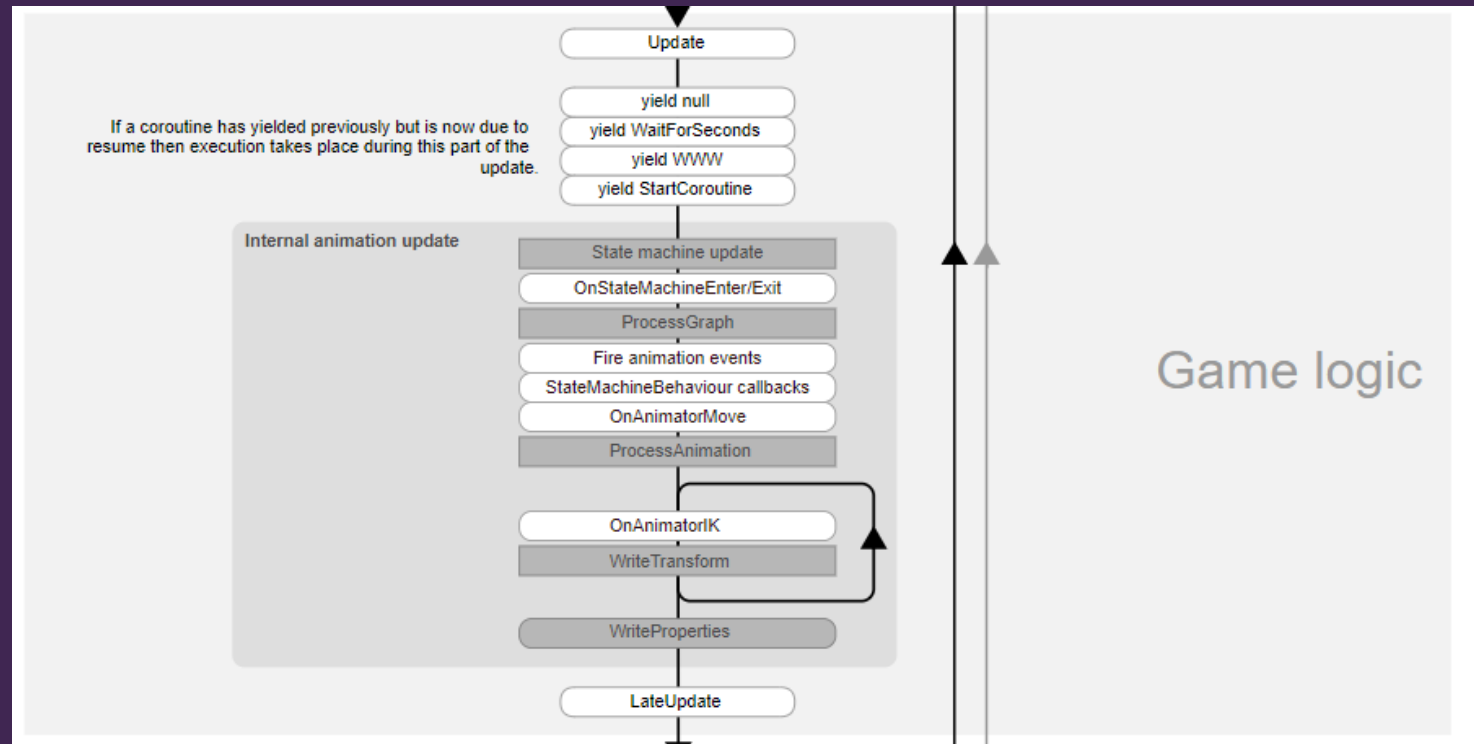 Update
yield null
If a coroutine has yielded previously but is now due to
resume then execution takes place during this part of the
update.
yield WaitForSeconds
yield WWW
yield StartCoroutine
Internal animation update
State machine update
OnStateMachineEnter/Exit
ProcessGraph
Fire animation events
StateMachineBehaviour callbacks
OnAnimatorMove
ProcessAnimation
OnAnimatorIK
WriteTransform
WriteProperties
LateUpdate
Game logic